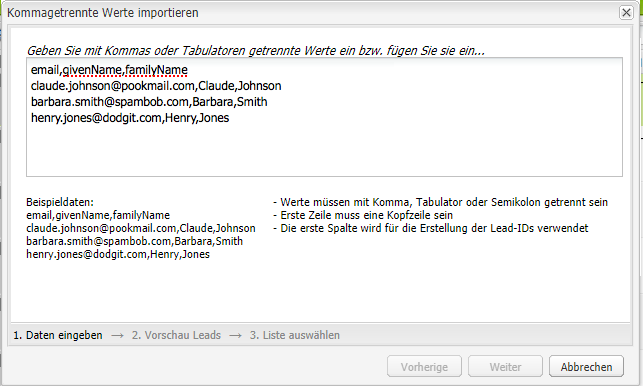 Kommagetrennte Werte importieren
Geben Sie mit Kommas oder Tabulatoren getrennte Werte ein bzw. fügen Sie sie ein...
email,givenName,familyName
claude.johnson@pookmail.com,Claude,Johnson
barbara.smith@spambob.com,Barbara,Smith
henry.jones@dodgit.com,Henry,Jones
Beispieldaten:
email,givenName,familyName
claude.johnson@pookmail.com,Claude,Johnson
barbara.smith@spambob.com,Barbara,Smith
henry.jones@dodgit.com,Henry,Jones
- Werte müssen mit Komma, Tabulator oder Semikolon getrennt sein
- Erste Zeile muss eine Kopfzeile sein
- Die erste Spalte wird für die Erstellung der Lead-IDs verwendet
1. Daten eingeben → 2. Vorschau Leads → 3. Liste auswählen
Vorherige Weiter Abbrechen